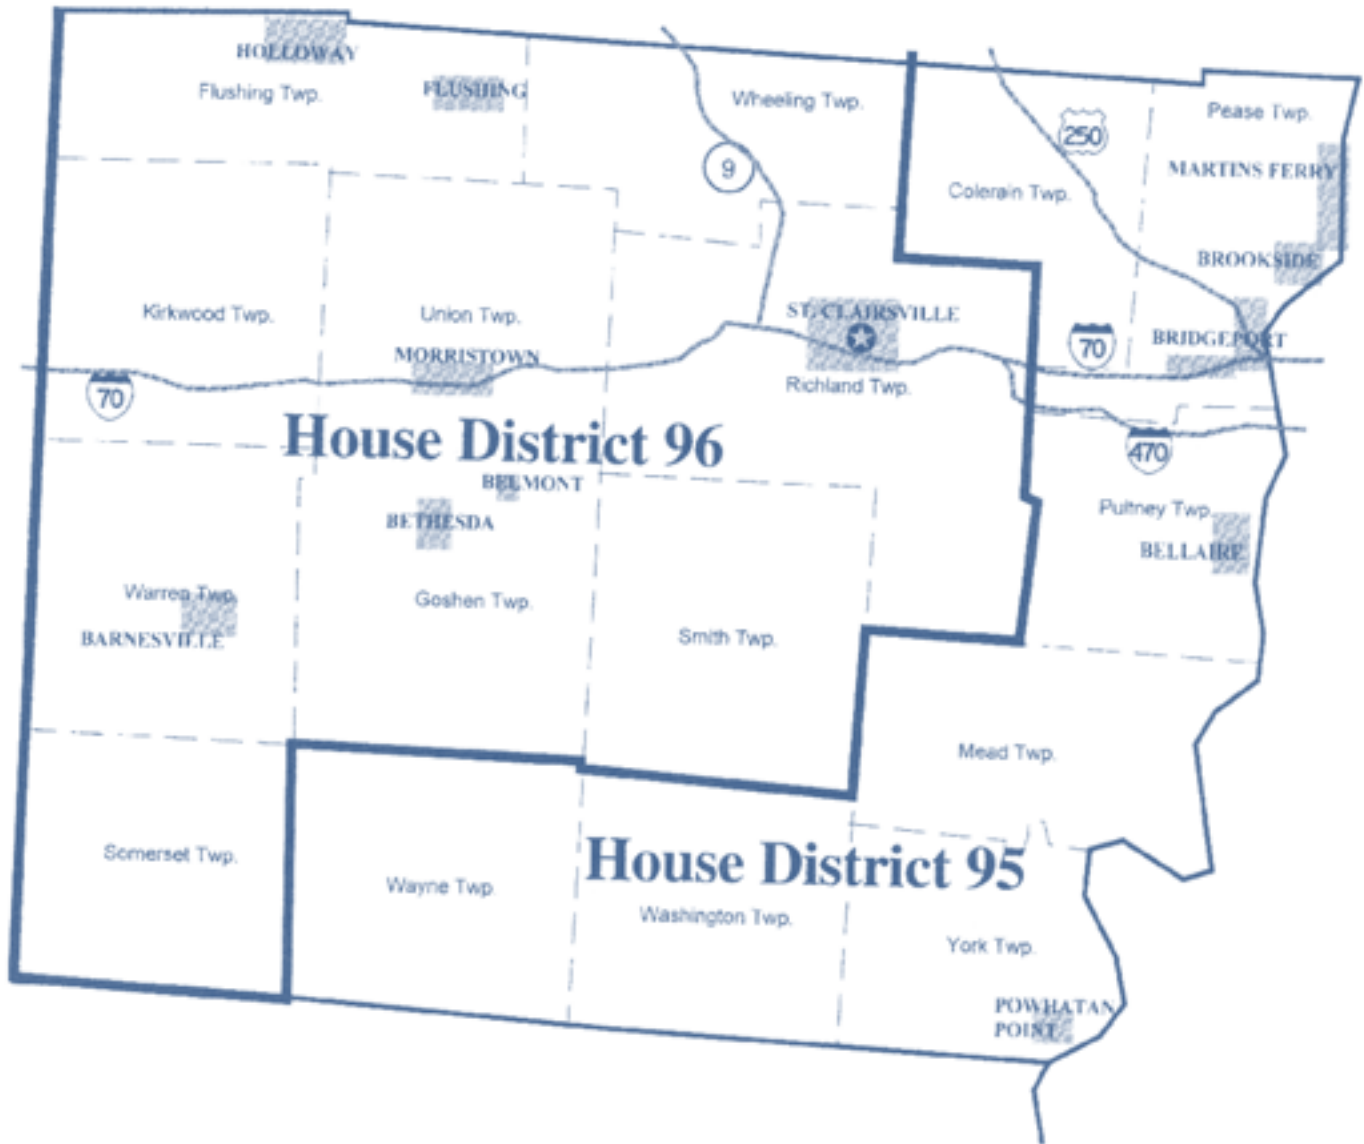 HOLLOWAY
Flushing Twp.
FLUSHING
Wheeling Twp.
9
250
Pease Twp.
MARTINS FERRY
Colerain Twp.
BROOKSIDE
Kirkwood Twp.
Union Twp.
ST. CLAIRSVILLE
MORRISTOWN
70
BRIDGEPORT
Richland Twp.
70
House District 96
470
BELMONT
BETHESDA
Pultney Twp.
BELLAIRE
Warren Twp.
BARNESVILLE
Goshen Twp.
Smith Twp.
Mead Twp.
Somerset Twp.
House District 95
Wayne Twp.
Washington Twp.
York Twp.
POWHATAN
POINT